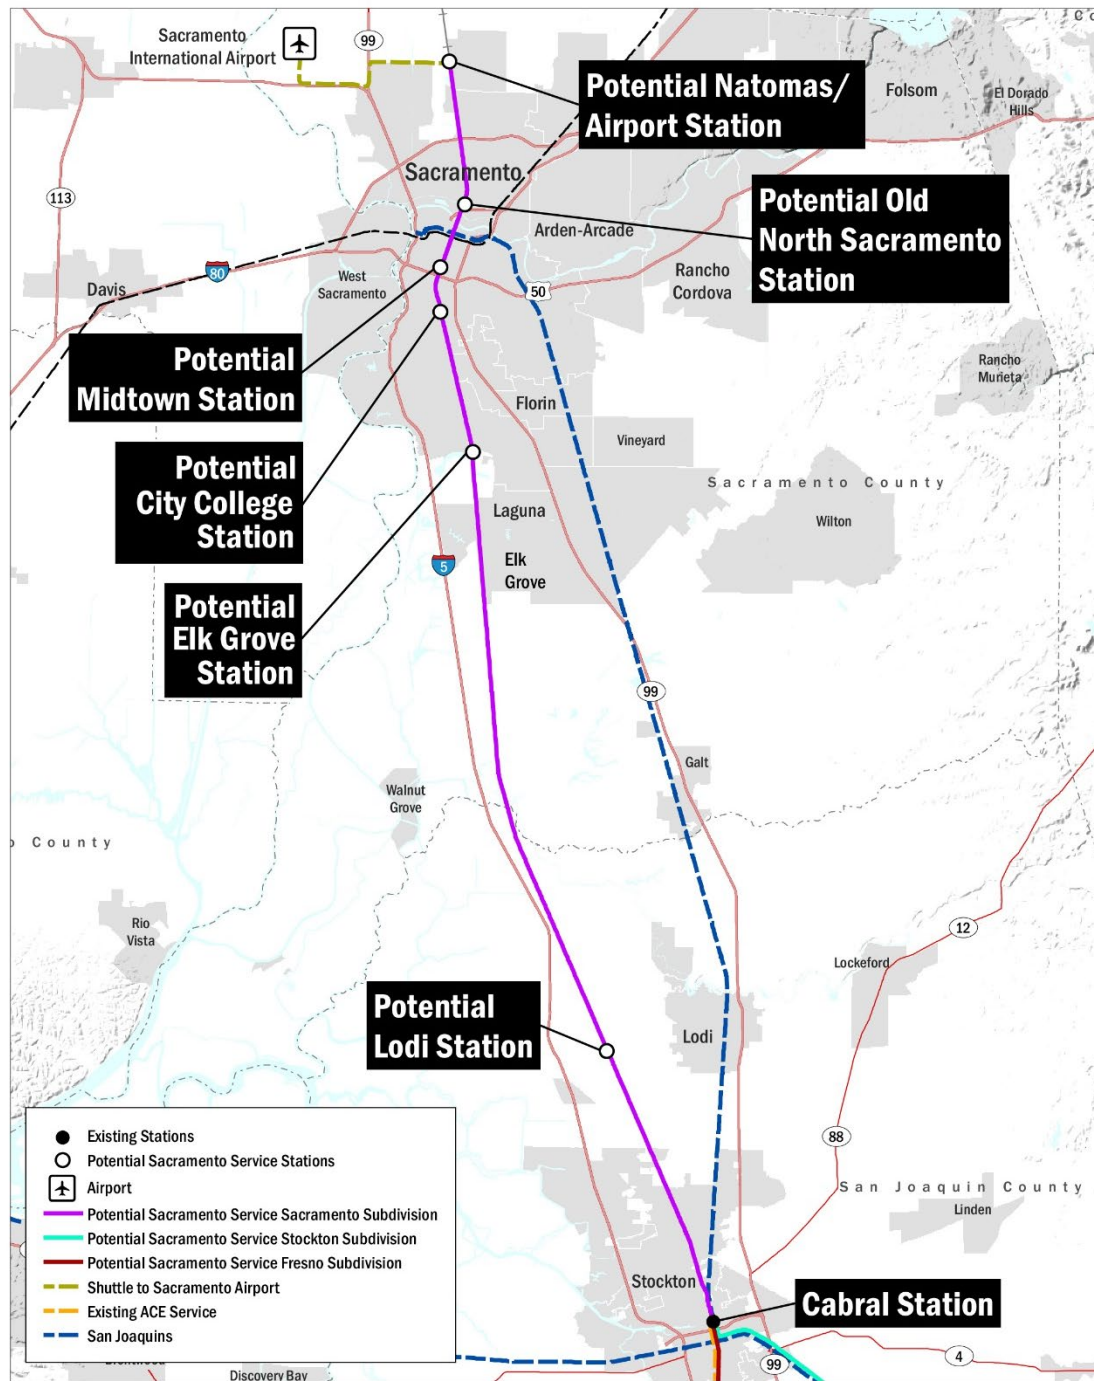 Sacramento
International Airport
99
Co
Potential Natomas/
Airport Station
Folsom
El Dorado
Hills
113
Sacramento
Potential Old
North Sacramento
Station
Arden-Arcade
80
Davis
West
Sacramento
Rancho
Cordova
50
Potential
Midtown Station
Rancho
Murieta
Florin
Vineyard
Potential
City College
Station
Sacramento County
Laguna
Wilton
5
Elk
Grove
Potential
Elk Grove
Station
99
Galt
Walnut
Grove
o County
Rio
Vista
12
Lockeford
Potential
Lodi Station
Lodi
88
San Joaquin County
Linden
Existing Stations
Potential Sacramento Service Stations
Airport
Potential Sacramento Service Sacramento Subdivision
Potential Sacramento Service Stockton Subdivision
Potential Sacramento Service Fresno Subdivision
Shuttle to Sacramento Airport
Existing ACE Service
San Joaquins
Stockton
Cabral Station
4
99
Discovery Bay